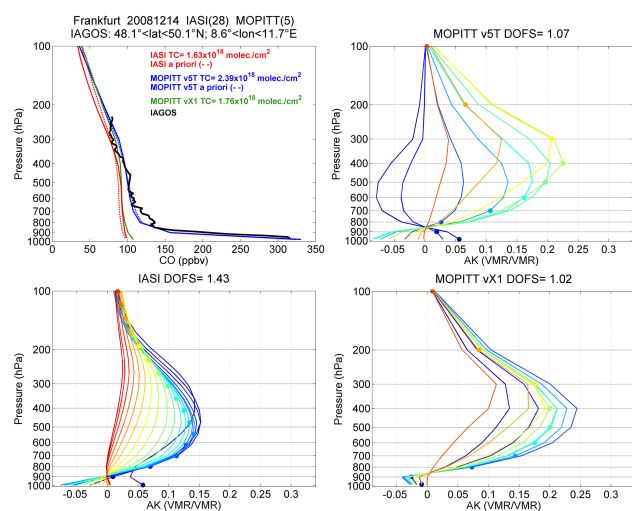 Frankfurt 20081214 IASI(28) MOPITT(5)
IAGOS: 48.1°<lat<50.1°N; 8.6°<lon<11.7°E
IASI TC= 1.63x10^18 molec./cm^2
IASI a priori (- -)
MOPITT v5T TC= 2.39x10^18 molec./cm^2
MOPITT v5T a priori (- -)
MOPITT vX1 TC= 1.76x10^18 molec./cm^2
IAGOS
Pressure (hPa)
100
200
300
400
500
600
700
800
900
1000
0 50 100 150 200 250 300 350
CO (ppbv)
MOPITT v5T DOFS= 1.07
Pressure (hPa)
100
200
300
400
500
600
700
800
900
1000
-0.05 0 0.05 0.1 0.15 0.2 0.25 0.3
AK (VMR/VMR)
IASI DOFS= 1.43
Pressure (hPa)
100
200
300
400
500
600
700
800
900
1000
-0.05 0 0.05 0.1 0.15 0.2 0.25 0.3
AK (VMR/VMR)
MOPITT vX1 DOFS= 1.02
Pressure (hPa)
100
200
300
400
500
600
700
800
900
1000
-0.05 0 0.05 0.1 0.15 0.2 0.25 0.3
AK (VMR/VMR)